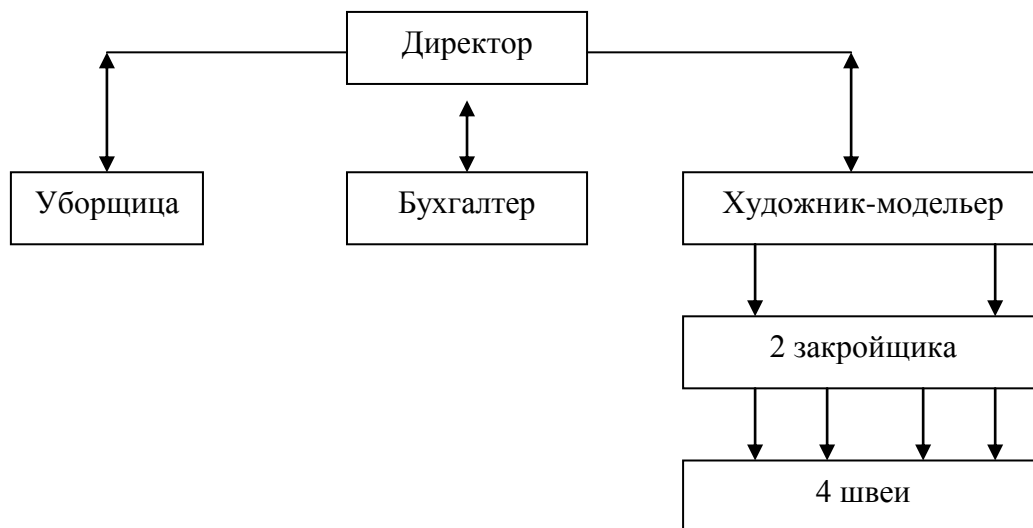 Директор
Уборщица
Бухгалтер
Художник-модельер
2 закройщика
4 швеи